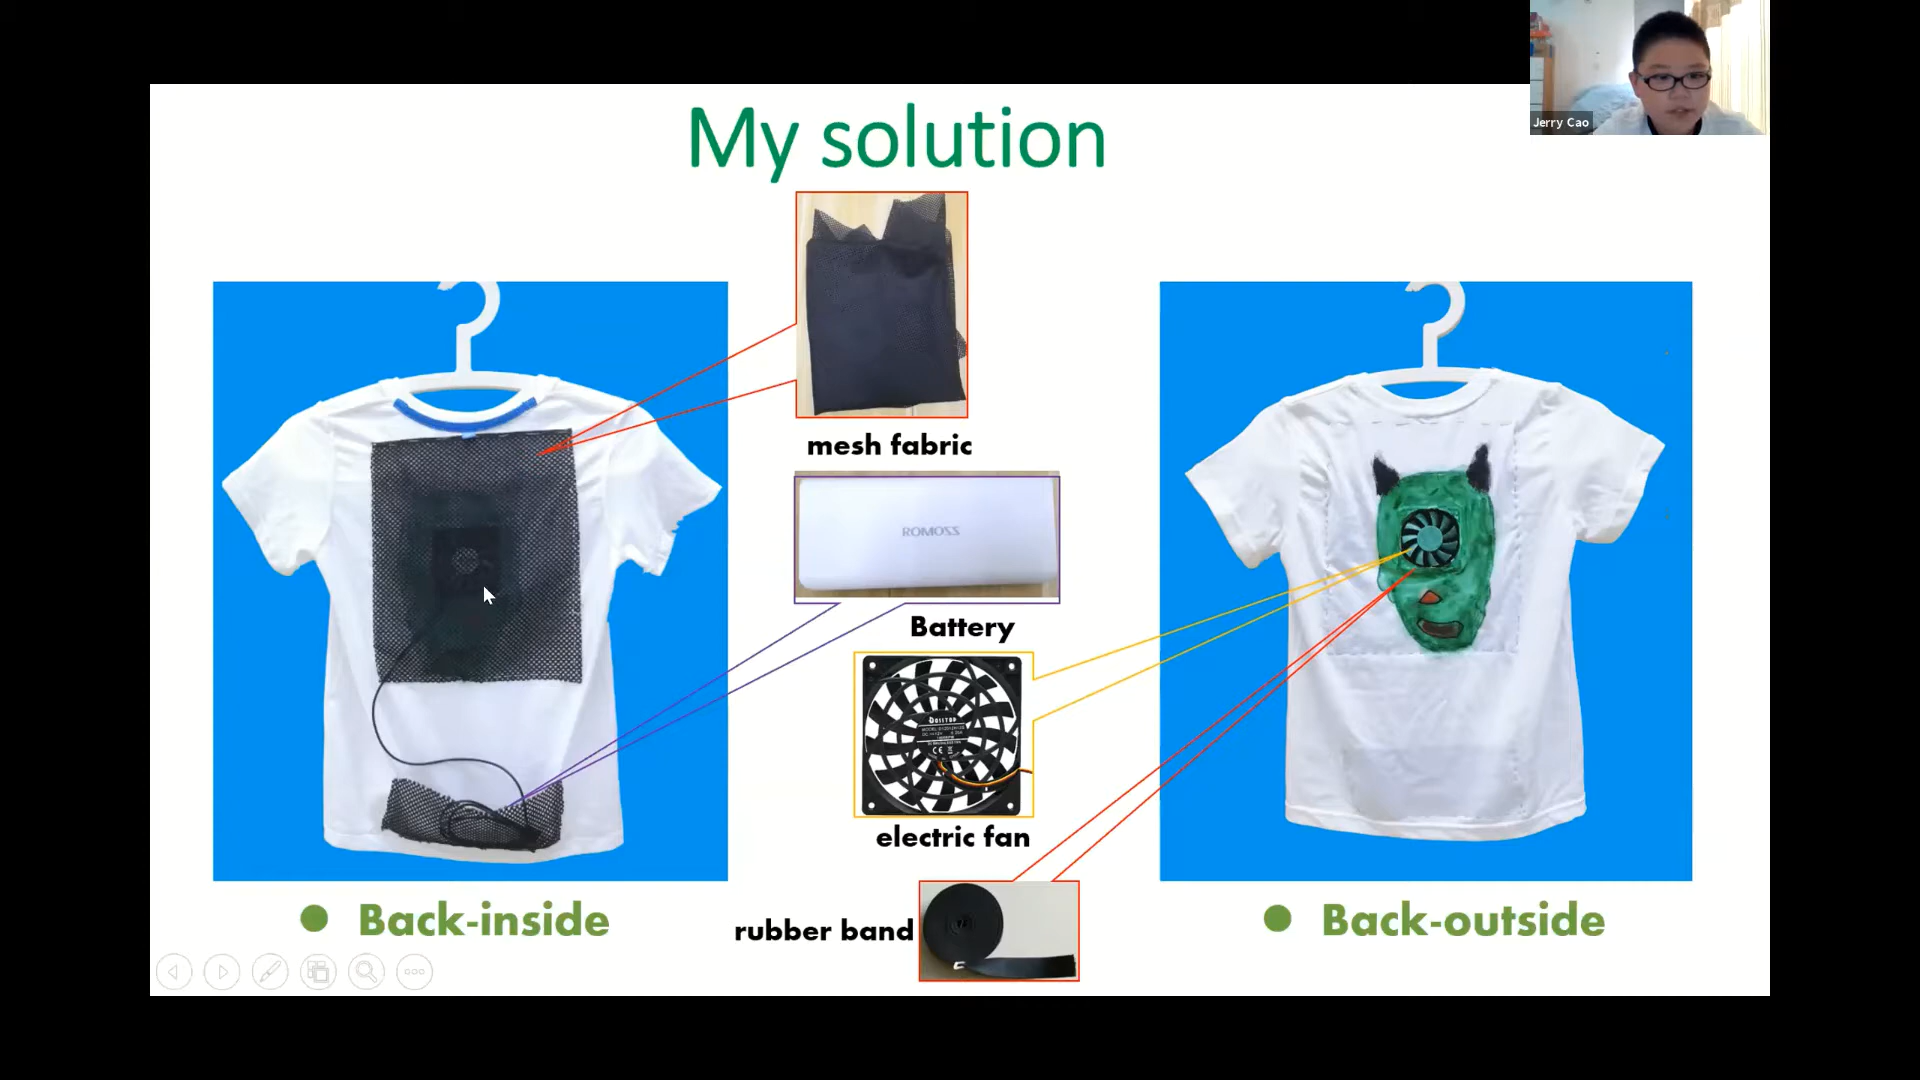 Jerry Cao
My solution
mesh fabric
ROMOSS
Battery
electric fan
rubber band
● Back-inside
● Back-outside